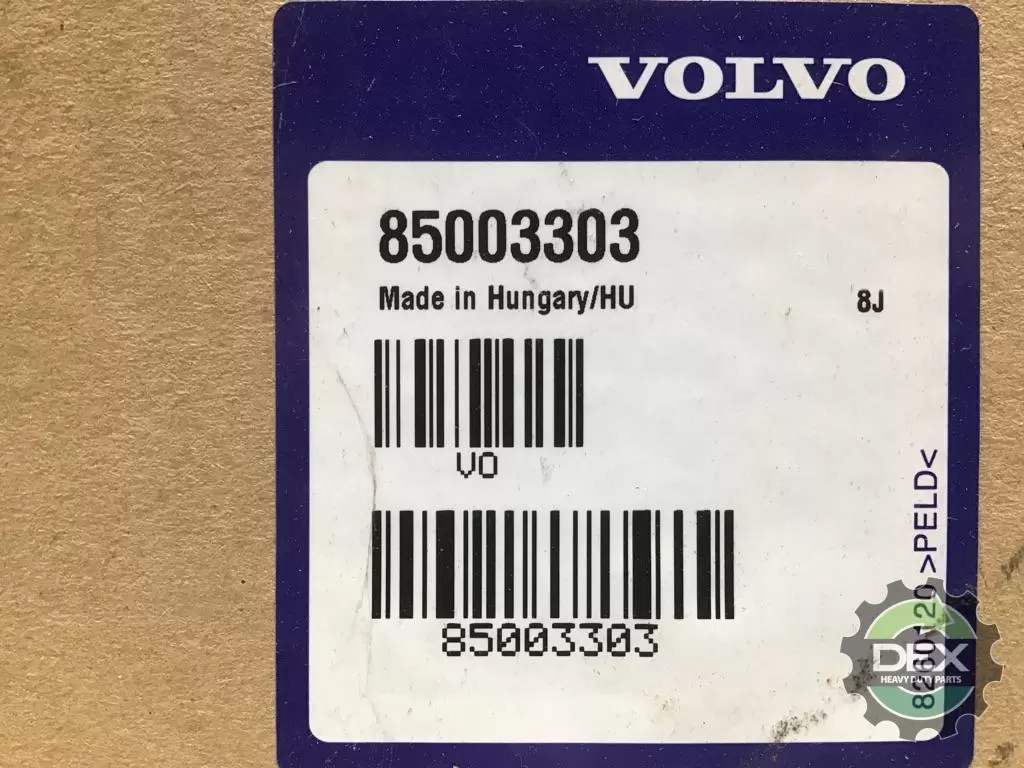 VOLVO
85003303
Made in Hungary/HU
8J
VO
85003303
>PELD<
DEX
HEAVY DUTY PARTS